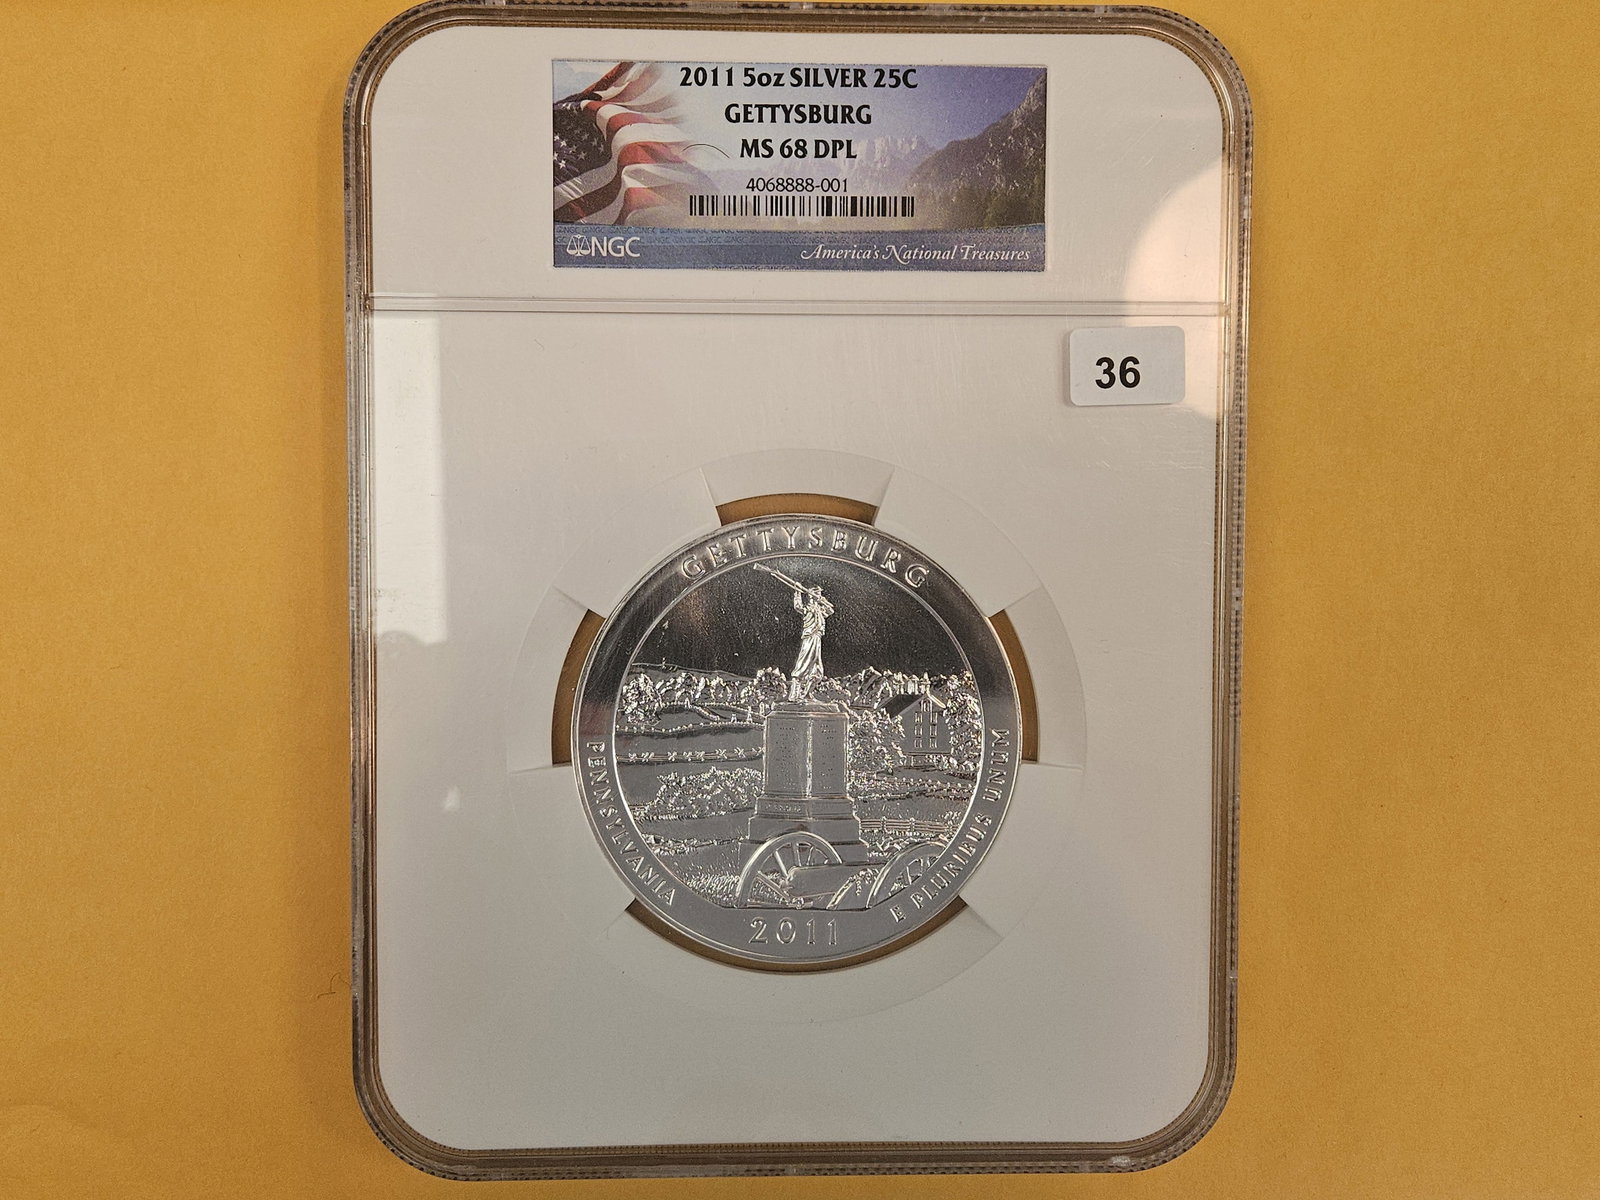 2011 5oz SILVER 25C
GETTYSBURG
MS 68 DPL
4068888-001
NGC
America's National Treasures
36
GETTYSBURG
PENNSYLVANIA
E PLURIBUS UNUM
2011